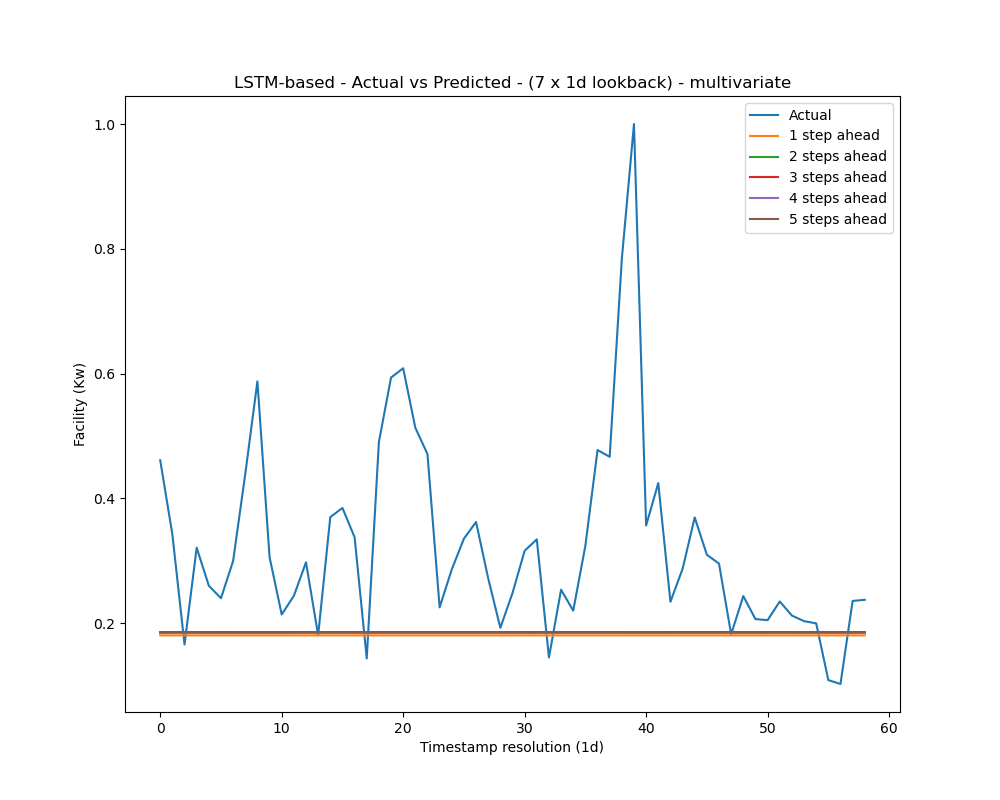 LSTM-based - Actual vs Predicted - (7 x 1d lookback) - multivariate
Actual
1 step ahead
2 steps ahead
3 steps ahead
4 steps ahead
5 steps ahead
1.0
0.8
0.6
0.4
0.2
Facility (Kw)
0 10 20 30 40 50 60
Timestamp resolution (1d)